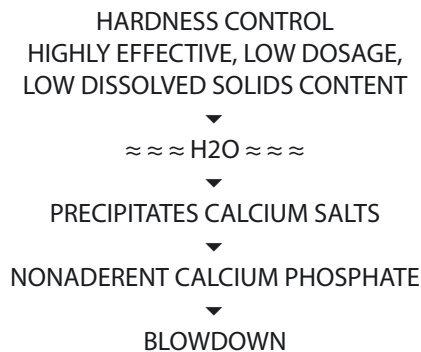 HARDNESS CONTROL
HIGHLY EFFECTIVE, LOW DOSAGE,
LOW DISSOLVED SOLIDS CONTENT
≈ ≈ ≈ H2O ≈ ≈ ≈
PRECIPITATES CALCIUM SALTS
NONADERENT CALCIUM PHOSPHATE
BLOWDOWN